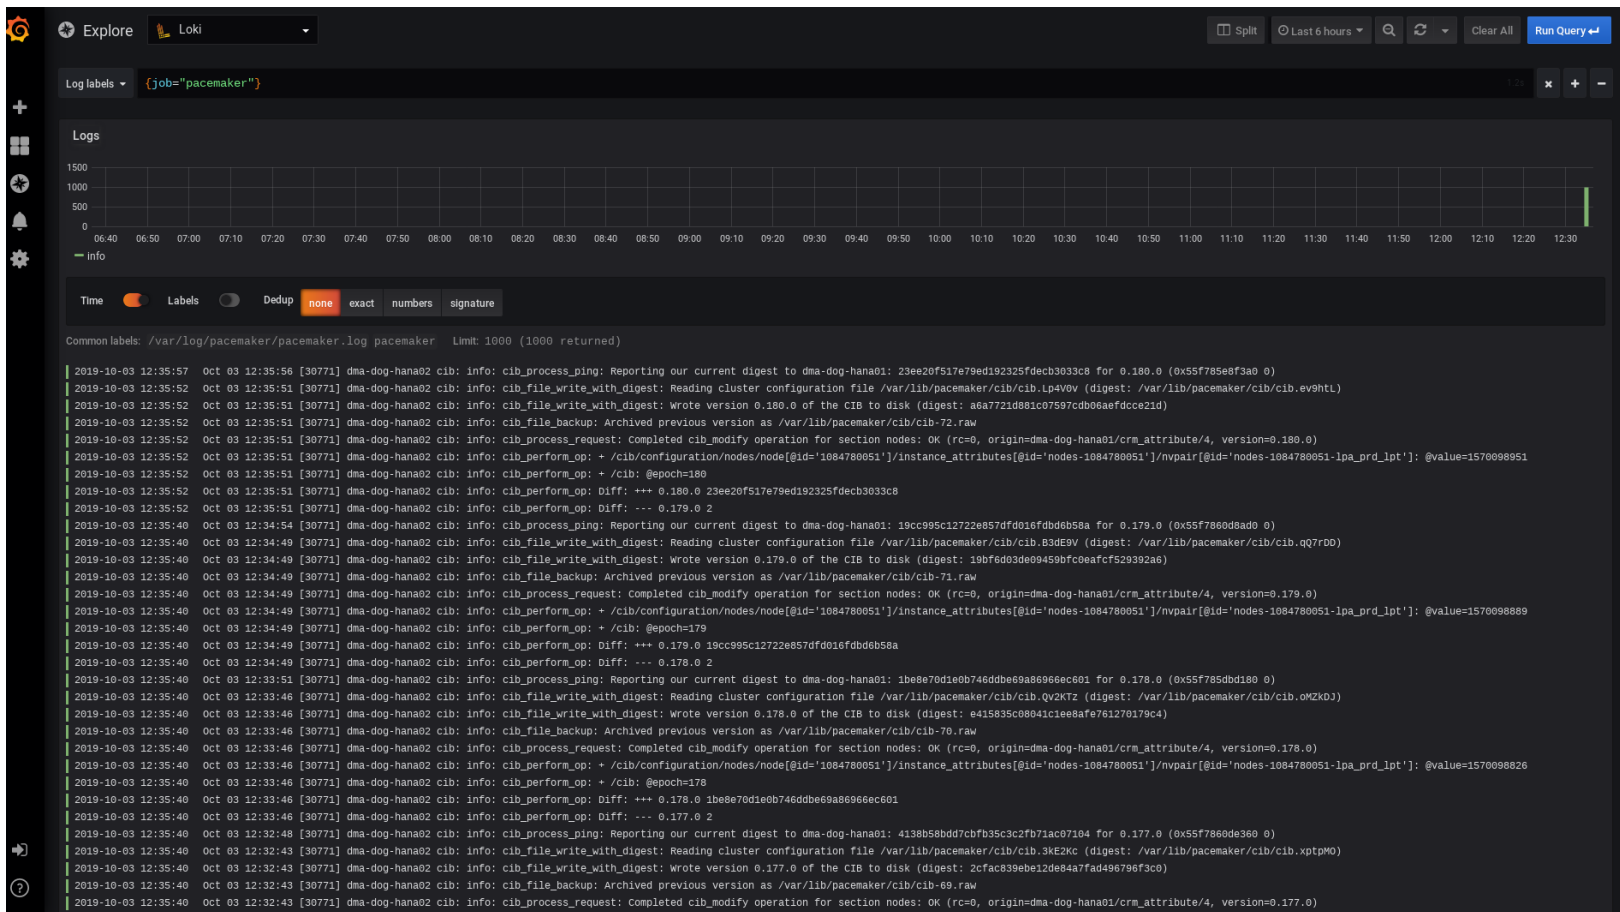 Explore Loki Split Last 6 hours Clear All Run Query
Log labels {job="pacemaker"} 1.2s
Logs
1500
1000
500
0
06:40 06:50 07:00 07:10 07:20 07:30 07:40 07:50 08:00 08:10 08:20 08:30 08:40 08:50 09:00 09:10 09:20 09:30 09:40 09:50 10:00 10:10 10:20 10:30 10:40 10:50 11:00 11:10 11:20 11:30 11:40 11:50 12:00 12:10 12:20 12:30
info
Time Labels Dedup none exact numbers signature
Common labels: /var/log/pacemaker/pacemaker.log pacemaker Limit: 1000 (1000 returned)
2019-10-03 12:35:57 Oct 03 12:35:56 [30771] dma-dog-hana02 cib: info: cib_process_ping: Reporting our current digest to dma-dog-hana01: 23ee20f517e79ed192325fdecb3033c8 for 0.180.0 (0x55f785e8f3a0 0)
2019-10-03 12:35:52 Oct 03 12:35:51 [30771] dma-dog-hana02 cib: info: cib_file_write_with_digest: Reading cluster configuration file /var/lib/pacemaker/cib/cib.Lp4V0v (digest: /var/lib/pacemaker/cib/cib.ev9htL)
2019-10-03 12:35:52 Oct 03 12:35:51 [30771] dma-dog-hana02 cib: info: cib_file_write_with_digest: Wrote version 0.180.0 of the CIB to disk (digest: a6a7721d881c07597cdb06aefdcce21d)
2019-10-03 12:35:52 Oct 03 12:35:51 [30771] dma-dog-hana02 cib: info: cib_file_backup: Archived previous version as /var/lib/pacemaker/cib/cib-72.raw
2019-10-03 12:35:52 Oct 03 12:35:51 [30771] dma-dog-hana02 cib: info: cib_process_request: Completed cib_modify operation for section nodes: OK (rc=0, origin=dma-dog-hana01/crm_attribute/4, version=0.180.0)
2019-10-03 12:35:52 Oct 03 12:35:51 [30771] dma-dog-hana02 cib: info: cib_perform_op: + /cib/configuration/nodes/node[@id='1084780051']/instance_attributes[@id='nodes-1084780051']/nvpair[@id='nodes-1084780051-lpa_prd_lpt']: @value=1570098951
2019-10-03 12:35:52 Oct 03 12:35:51 [30771] dma-dog-hana02 cib: info: cib_perform_op: + /cib: @epoch=180
2019-10-03 12:35:52 Oct 03 12:35:51 [30771] dma-dog-hana02 cib: info: cib_perform_op: Diff: +++ 0.180.0 23ee20f517e79ed192325fdecb3033c8
2019-10-03 12:35:52 Oct 03 12:35:51 [30771] dma-dog-hana02 cib: info: cib_perform_op: Diff: --- 0.179.0 2
2019-10-03 12:35:40 Oct 03 12:34:54 [30771] dma-dog-hana02 cib: info: cib_process_ping: Reporting our current digest to dma-dog-hana01: 19cc995c12722e857dfd016fdbd6b58a for 0.179.0 (0x55f7860d8ad0 0)
2019-10-03 12:35:40 Oct 03 12:34:49 [30771] dma-dog-hana02 cib: info: cib_file_write_with_digest: Reading cluster configuration file /var/lib/pacemaker/cib/cib.B3dE9V (digest: /var/lib/pacemaker/cib/cib.qQ7rDD)
2019-10-03 12:35:40 Oct 03 12:34:49 [30771] dma-dog-hana02 cib: info: cib_file_write_with_digest: Wrote version 0.179.0 of the CIB to disk (digest: 19bf6d03de09459bfc0eafcf529392a6)
2019-10-03 12:35:40 Oct 03 12:34:49 [30771] dma-dog-hana02 cib: info: cib_file_backup: Archived previous version as /var/lib/pacemaker/cib/cib-71.raw
2019-10-03 12:35:40 Oct 03 12:34:49 [30771] dma-dog-hana02 cib: info: cib_process_request: Completed cib_modify operation for section nodes: OK (rc=0, origin=dma-dog-hana01/crm_attribute/4, version=0.179.0)
2019-10-03 12:35:40 Oct 03 12:34:49 [30771] dma-dog-hana02 cib: info: cib_perform_op: + /cib/configuration/nodes/node[@id='1084780051']/instance_attributes[@id='nodes-1084780051']/nvpair[@id='nodes-1084780051-lpa_prd_lpt']: @value=1570098889
2019-10-03 12:35:40 Oct 03 12:34:49 [30771] dma-dog-hana02 cib: info: cib_perform_op: + /cib: @epoch=179
2019-10-03 12:35:40 Oct 03 12:34:49 [30771] dma-dog-hana02 cib: info: cib_perform_op: Diff: +++ 0.179.0 19cc995c12722e857dfd016fdbd6b58a
2019-10-03 12:35:40 Oct 03 12:34:49 [30771] dma-dog-hana02 cib: info: cib_perform_op: Diff: --- 0.178.0 2
2019-10-03 12:35:40 Oct 03 12:33:51 [30771] dma-dog-hana02 cib: info: cib_process_ping: Reporting our current digest to dma-dog-hana01: 1be8e70d1e0b746ddbe69a86966ec601 for 0.178.0 (0x55f785dbd180 0)
2019-10-03 12:35:40 Oct 03 12:33:46 [30771] dma-dog-hana02 cib: info: cib_file_write_with_digest: Reading cluster configuration file /var/lib/pacemaker/cib/cib.Qv2KTz (digest: /var/lib/pacemaker/cib/cib.oMZkDJ)
2019-10-03 12:35:40 Oct 03 12:33:46 [30771] dma-dog-hana02 cib: info: cib_file_write_with_digest: Wrote version 0.178.0 of the CIB to disk (digest: e415835c08041c1ee8afe761270179c4)
2019-10-03 12:35:40 Oct 03 12:33:46 [30771] dma-dog-hana02 cib: info: cib_file_backup: Archived previous version as /var/lib/pacemaker/cib/cib-70.raw
2019-10-03 12:35:40 Oct 03 12:33:46 [30771] dma-dog-hana02 cib: info: cib_process_request: Completed cib_modify operation for section nodes: OK (rc=0, origin=dma-dog-hana01/crm_attribute/4, version=0.178.0)
2019-10-03 12:35:40 Oct 03 12:33:46 [30771] dma-dog-hana02 cib: info: cib_perform_op: + /cib/configuration/nodes/node[@id='1084780051']/instance_attributes[@id='nodes-1084780051']/nvpair[@id='nodes-1084780051-lpa_prd_lpt']: @value=1570098826
2019-10-03 12:35:40 Oct 03 12:33:46 [30771] dma-dog-hana02 cib: info: cib_perform_op: + /cib: @epoch=178
2019-10-03 12:35:40 Oct 03 12:33:46 [30771] dma-dog-hana02 cib: info: cib_perform_op: Diff: +++ 0.178.0 1be8e70d1e0b746ddbe69a86966ec601
2019-10-03 12:35:40 Oct 03 12:33:46 [30771] dma-dog-hana02 cib: info: cib_perform_op: Diff: --- 0.177.0 2
2019-10-03 12:35:40 Oct 03 12:32:48 [30771] dma-dog-hana02 cib: info: cib_process_ping: Reporting our current digest to dma-dog-hana01: 4138b58bdd7cbfb35c3c2fb71ac07104 for 0.177.0 (0x55f7860de360 0)
2019-10-03 12:35:40 Oct 03 12:32:43 [30771] dma-dog-hana02 cib: info: cib_file_write_with_digest: Reading cluster configuration file /var/lib/pacemaker/cib/cib.3kE2Kc (digest: /var/lib/pacemaker/cib/cib.xptpMO)
2019-10-03 12:35:40 Oct 03 12:32:43 [30771] dma-dog-hana02 cib: info: cib_file_write_with_digest: Wrote version 0.177.0 of the CIB to disk (digest: 2cfac839ebe12de84a7fad496796f3c0)
2019-10-03 12:35:40 Oct 03 12:32:43 [30771] dma-dog-hana02 cib: info: cib_file_backup: Archived previous version as /var/lib/pacemaker/cib/cib-69.raw
2019-10-03 12:35:40 Oct 03 12:32:43 [30771] dma-dog-hana02 cib: info: cib_process_request: Completed cib_modify operation for section nodes: OK (rc=0, origin=dma-dog-hana01/crm_attribute/4, version=0.177.0)